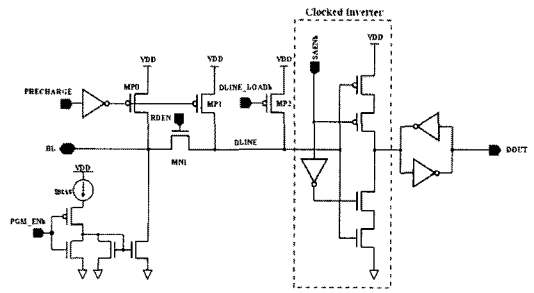 Clocked Inverter
VDD
VDD
VDD
VDD
SAENb
PRECHARGE
MP0
MP1
DLINE_LOADb
MP2
RDEN
BL
DLINE
MN1
DOUT
VDD
PGM_ENb